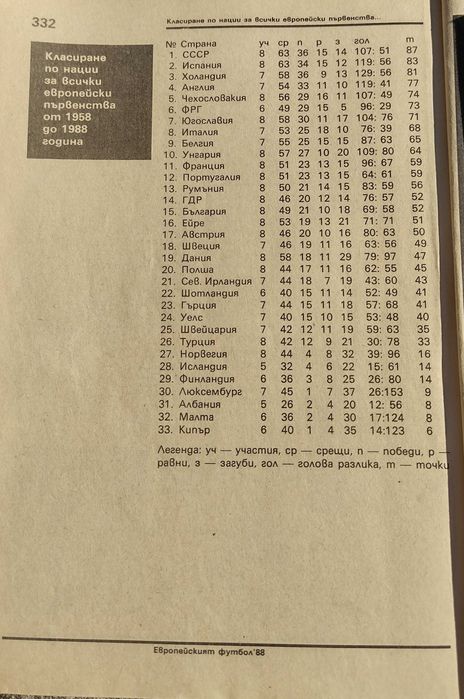 332
Класиране по нации за всички европейски първенства...
Класиране
по нации
за всички
европейски
първенства
от 1958
до 1988
година
№ Страна уч ср п р з гол т
1. СССР 8 63 36 15 14 107: 51 87
2. Испания 8 63 34 15 12 119: 56 83
3. Холандия 7 58 36 9 13 129: 56 81
4. Англия 7 54 33 11 10 119: 41 77
5. Чехословакия 8 56 29 16 11 107: 49 74
6. ФРГ 6 49 29 15 5 96: 29 73
7. Югославия 8 58 30 11 17 104: 76 71
8. Италия 7 53 25 18 10 76: 39 68
9. Белгия 7 55 25 15 15 87: 63 65
10. Унгария 8 57 27 10 20 109: 80 64
11. Франция 8 51 23 13 15 96: 67 59
12. Португалия 8 51 23 13 15 64: 61 59
13. Румъния 8 50 21 14 15 83: 59 56
14. ГДР 8 46 20 12 14 76: 57 52
15. България 8 49 21 10 18 69: 58 52
16. Ейре 8 53 19 13 21 71: 71 51
17. Австрия 8 46 20 10 16 80: 63 50
18. Швеция 7 46 19 11 16 63: 56 49
19. Дания 8 58 18 11 29 79: 97 47
20. Полша 8 44 17 11 16 62: 55 45
21. Сев. Ирландия 7 44 18 7 19 43: 60 43
22. Шотландия 6 40 15 11 14 52: 49 41
23. Гърция 7 44 15 11 18 57: 68 41
24. Уелс 7 40 15 10 15 53: 48 40
25. Швейцария 7 42 12 11 19 59: 63 35
26. Турция 8 42 12 9 21 30: 78 33
27. Норвегия 8 44 4 8 32 39: 96 16
28. Исландия 5 32 4 6 22 15: 61 14
29. Финландия 6 36 3 8 25 26: 80 14
30. Люксембург 7 45 1 7 37 26:153 9
31. Албания 5 26 2 4 20 12: 56 8
32. Малта 6 36 2 4 30 17:124 8
33. Кипър 6 40 1 4 35 14:123 6
Легенда: уч — участия, ср — срещи, п — победи, р —
равни, з — загуби, гол — голова разлика, т — точки
Европейският футбол'88